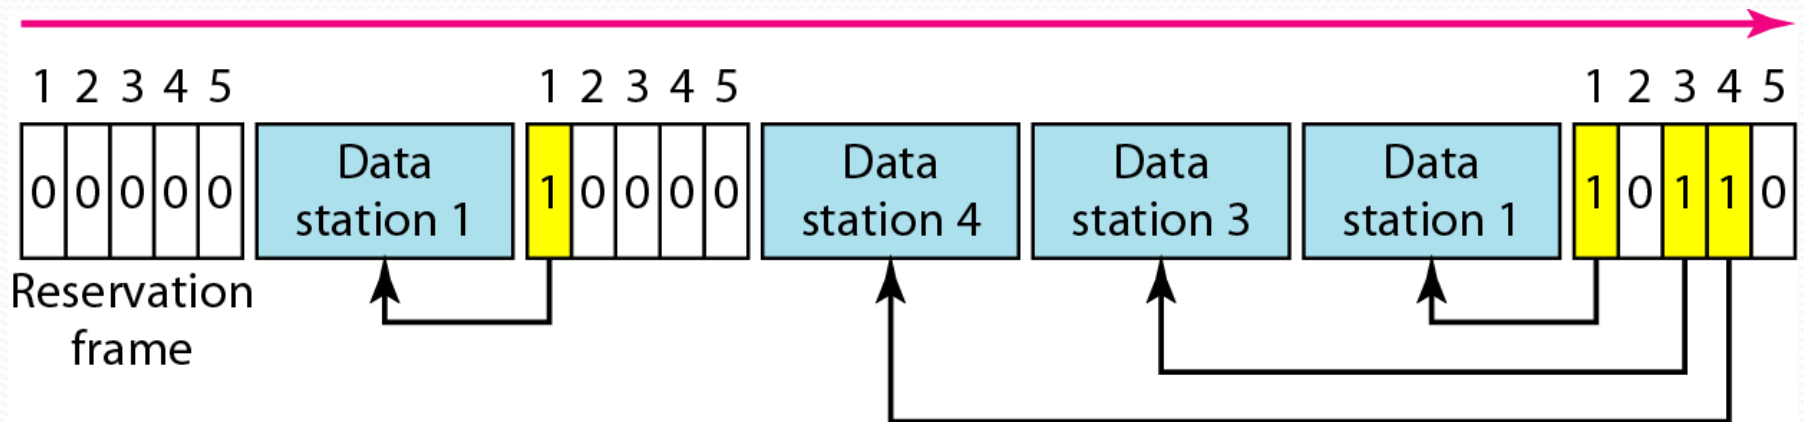 1 2 3 4 5 1 2 3 4 5 1 2 3 4 5
0 0 0 0 0
Data
station 1
1 0 0 0 0
Data
station 4
Data
station 3
Data
station 1
1 0 1 1 0
Reservation
frame